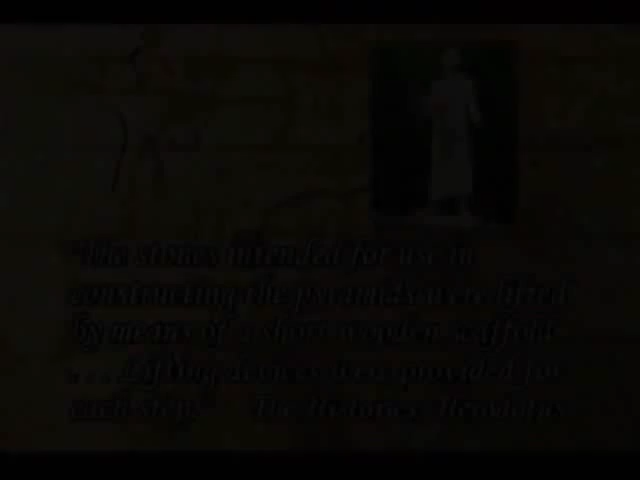 "The stones intended for use in
constructing the pyramids were lifted
by means of a short wooden scaffold
. . . . Lifting devices were provided for
each step." The Histories, Herodotus